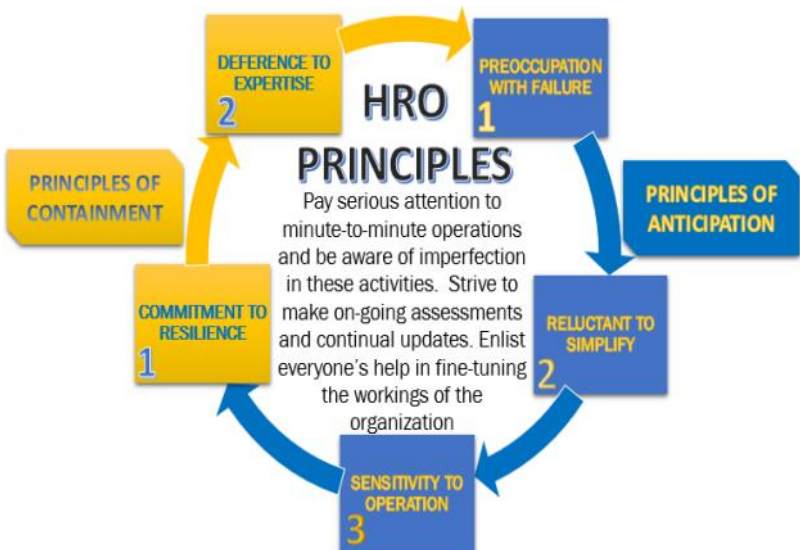 DEFERENCE TO
EXPERTISE
2
HRO
PRINCIPLES
PREOCCUPATION
WITH FAILURE
1
PRINCIPLES OF
CONTAINMENT
PRINCIPLES OF
ANTICIPATION
Pay serious attention to
minute-to-minute operations
and be aware of imperfection
in these activities.  Strive to
make on-going assessments
and continual updates. Enlist
everyone's help in fine-tuning
the workings of the
organization
COMMITMENT TO
RESILIENCE
1
RELUCTANT TO
SIMPLIFY
2
SENSITIVITY TO
OPERATION
3